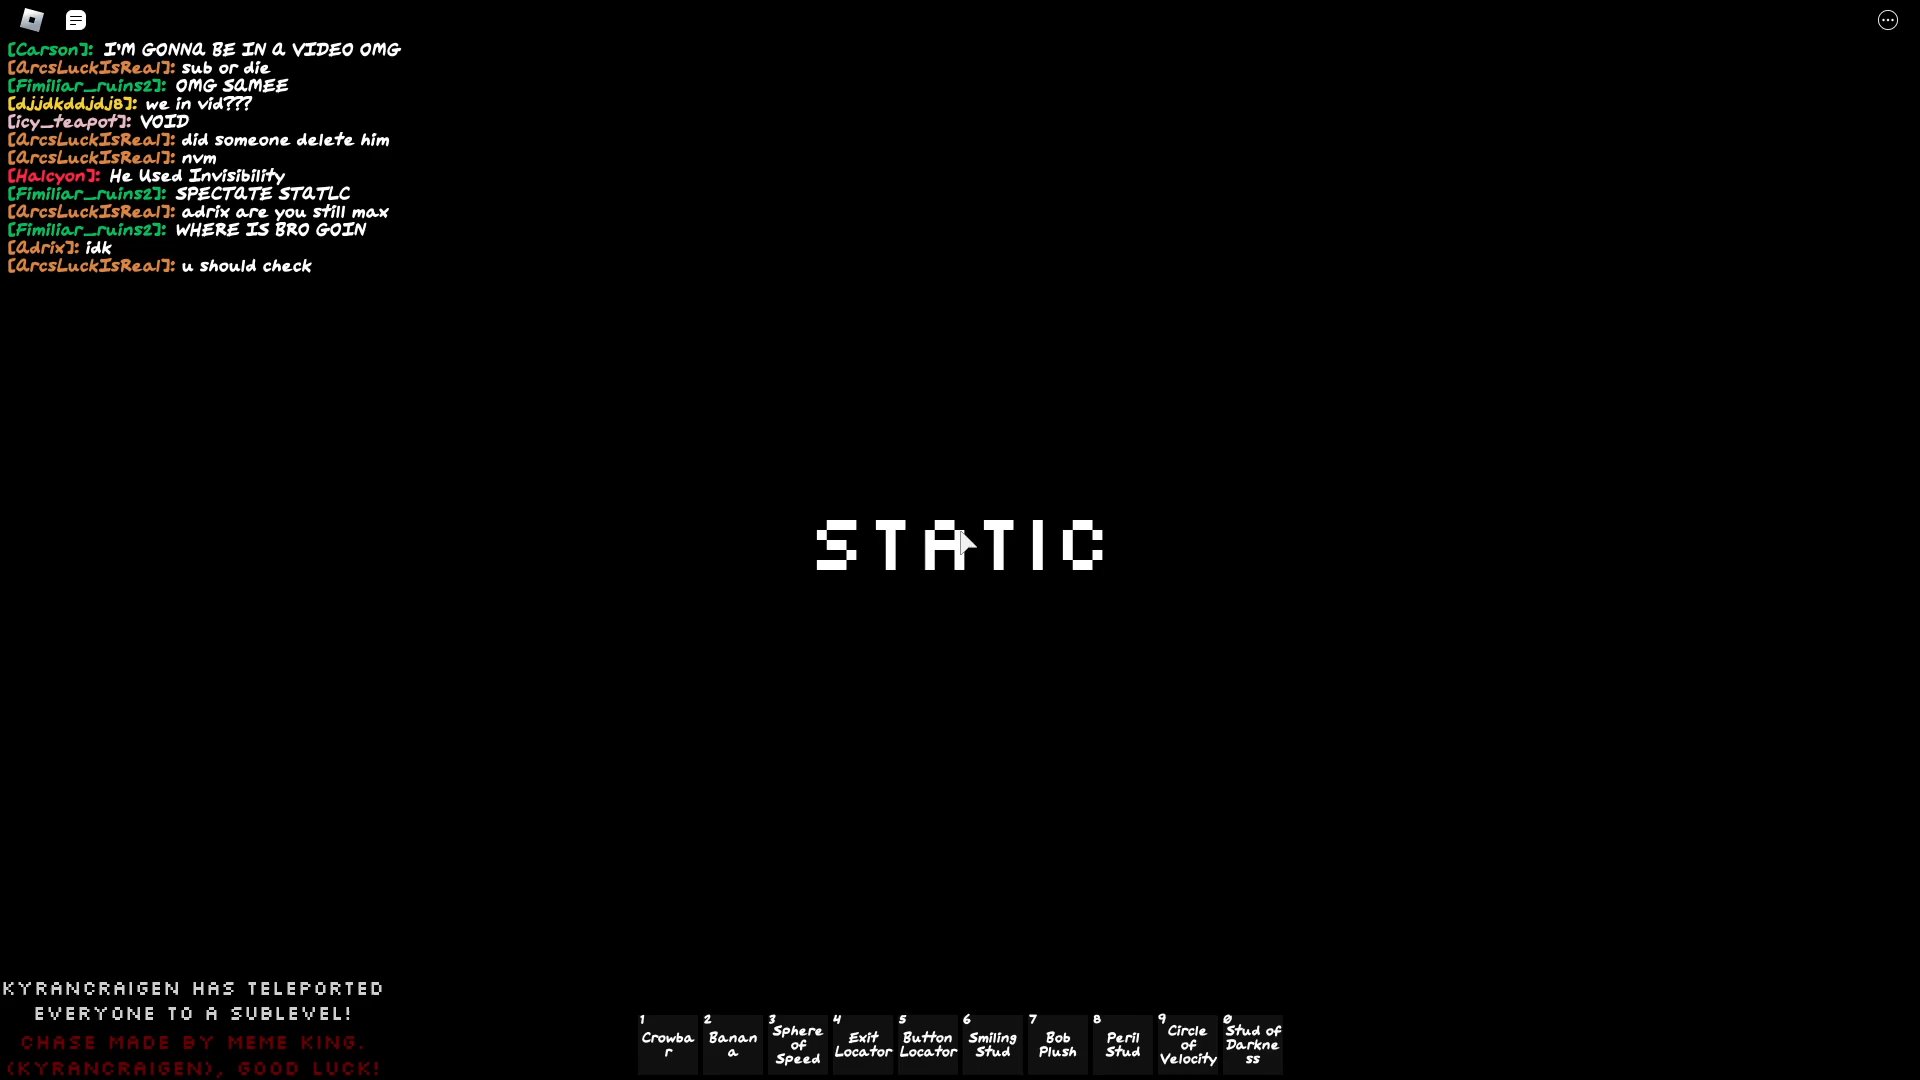 [Carson]: I'M GONNA BE IN A VIDEO OMG
[ArcsLuckIsReal]: sub or die
[Fimiliar_ruins2]: OMG SAMEE
[djjdkddjdj8]: we in vid???
[icy_teapot]: VOID
[ArcsLuckIsReal]: did someone delete him
[ArcsLuckIsReal]: nvm
[Halcyon]: He Used Invisibility
[Fimiliar_ruins2]: SPECTATE STATLC
[ArcsLuckIsReal]: adrix are you still max
[Fimiliar_ruins2]: WHERE IS BRO GOIN
[Adrix]: idk
[ArcsLuckIsReal]: u should check
STATIC
KYRANCRAIGEN HAS TELEPORTED
EVERYONE TO A SUBLEVEL!
CHASE MADE BY MEME KING.
(KYRANCRAIGEN), GOOD LUCK!
1
Crowba
r
2
Banan
a
3
Sphere
of
Speed
4
Exit
Locator
5
Button
Locator
6
Smiling
Stud
7
Bob
Plush
8
Peril
Stud
9
Circle
of
Velocity
0
Stud of
Darkne
ss